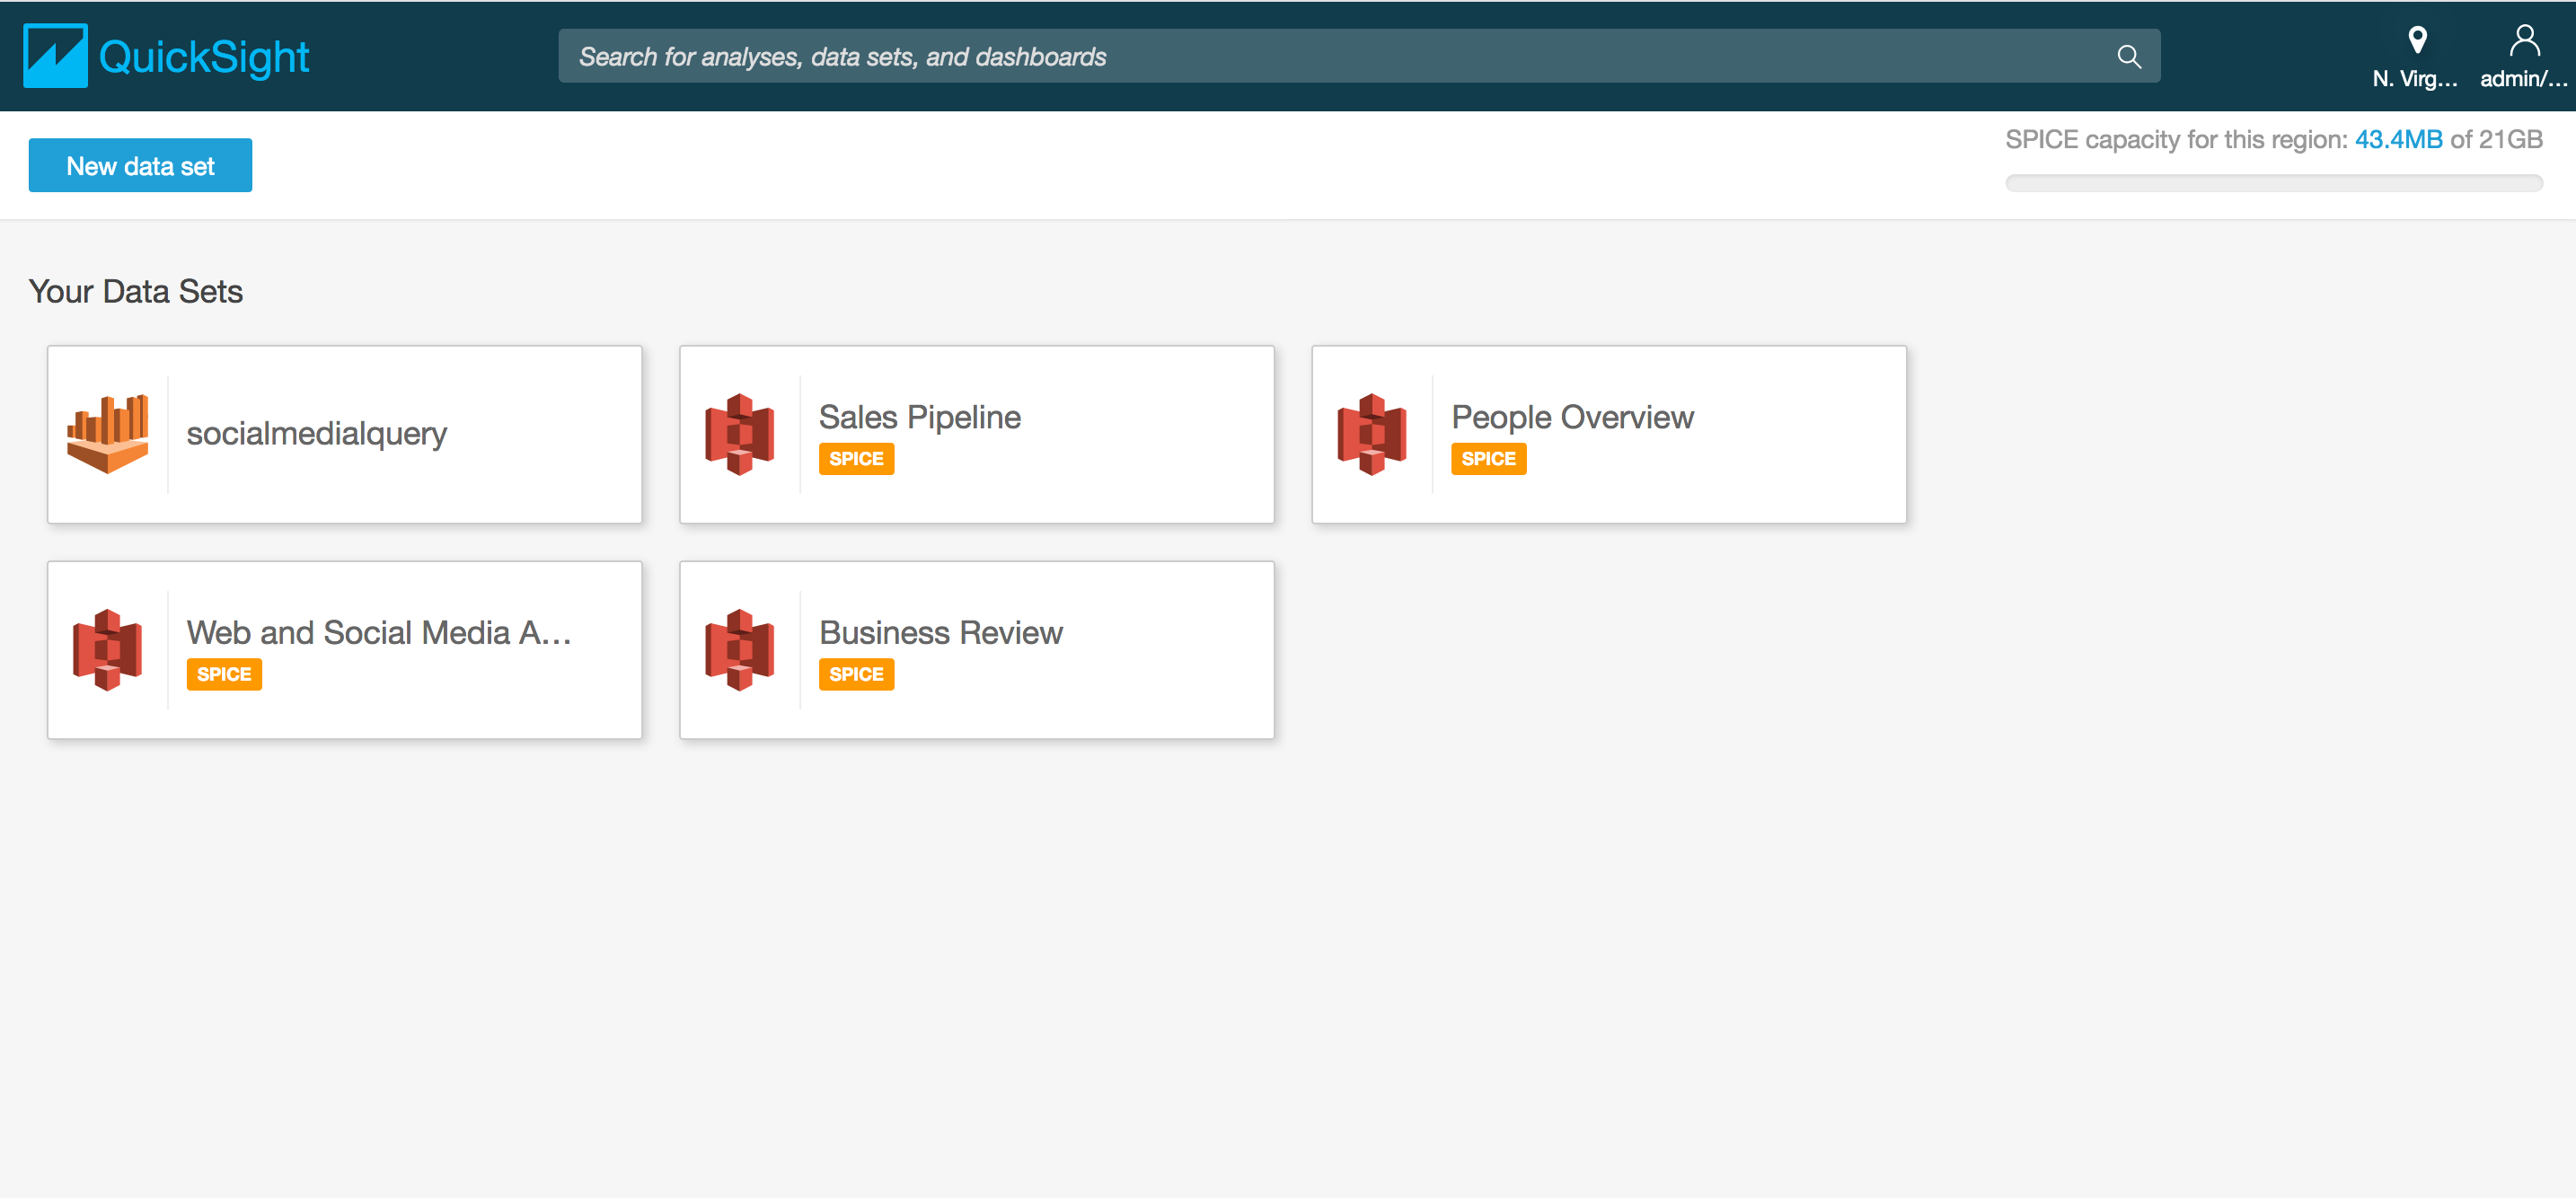 QuickSight
Search for analyses, data sets, and dashboards
N. Virg...
admin/...
New data set
SPICE capacity for this region: 43.4MB of 21GB
Your Data Sets
socialmedialquery
Sales Pipeline
SPICE
People Overview
SPICE
Web and Social Media A...
SPICE
Business Review
SPICE